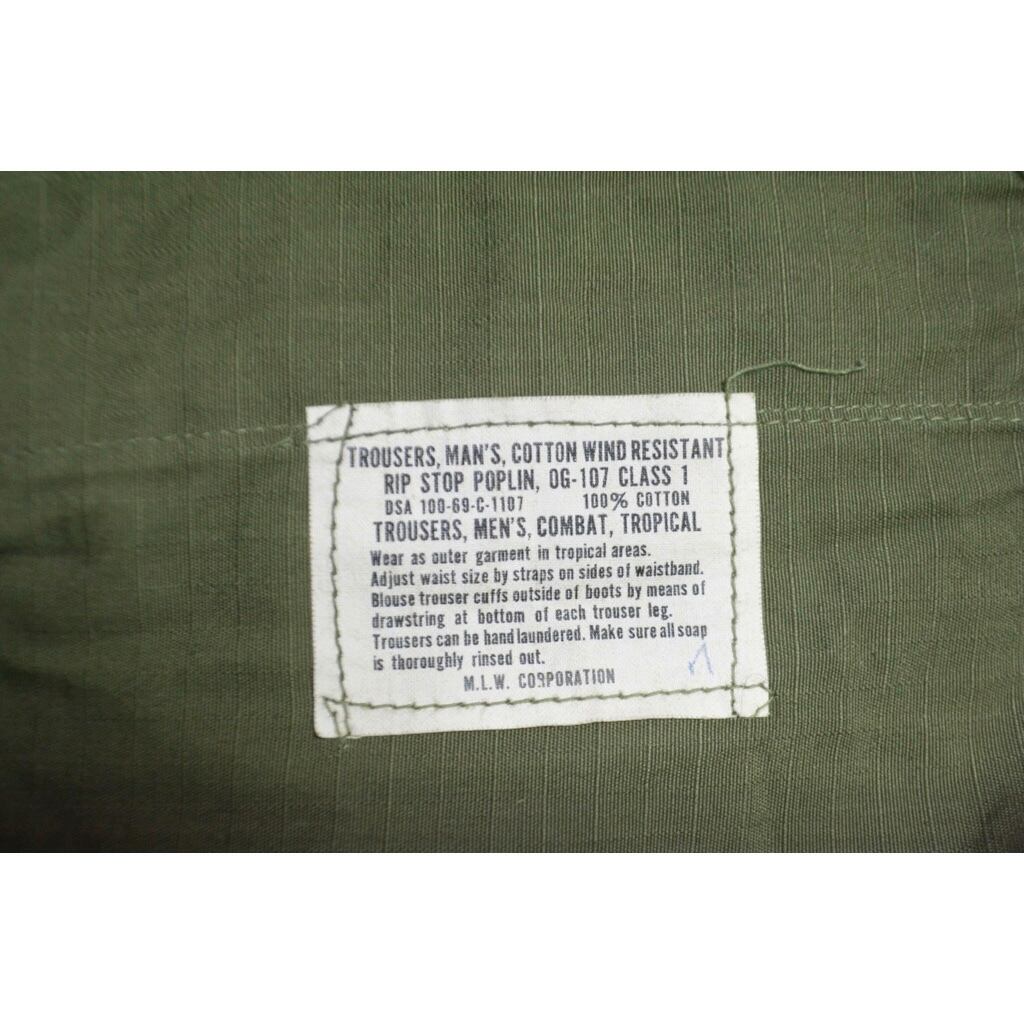 TROUSERS, MAN'S, COTTON WIND RESISTANT
RIP STOP POPLIN, OG-107 CLASS 1
DSA 100-69-C-1107 100% COTTON
TROUSERS, MEN'S, COMBAT, TROPICAL
Wear as outer garment in tropical areas.
Adjust waist size by straps on sides of waistband.
Blouse trouser cuffs outside of boots by means of
drawstring at bottom of each trouser leg.
Trousers can be hand laundered. Make sure all soap
is thoroughly rinsed out.
M.L.W. CORPORATION